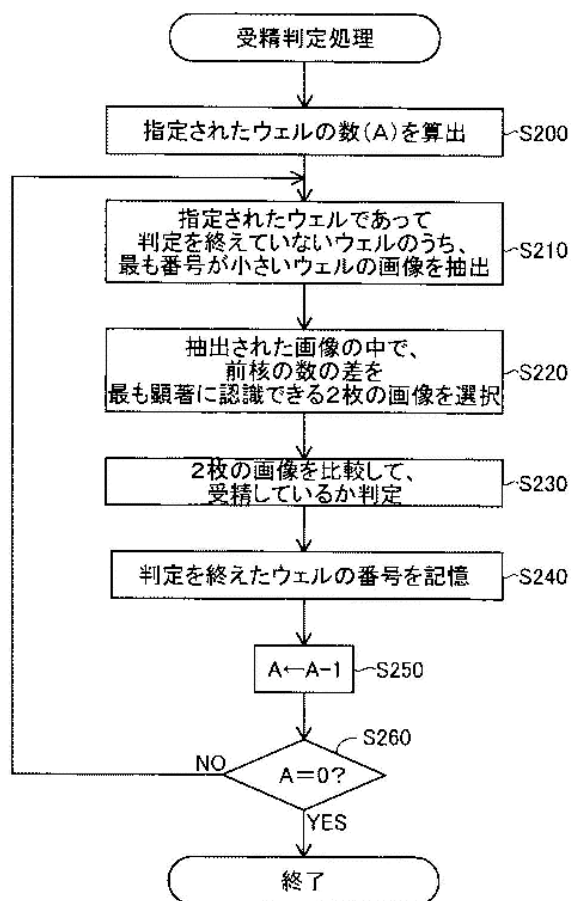 受精判定処理
指定されたウェルの数(A)を算出
S200
指定されたウェルであって
判定を終えていないウェルのうち、
最も番号が小さいウェルの画像を抽出
S210
抽出された画像の中で、
前核の数の差を
最も顕著に認識できる2枚の画像を選択
S220
2枚の画像を比較して、
受精しているか判定
S230
判定を終えたウェルの番号を記憶
S240
A←A-1
S250
S260
A=0?
NO
YES
終了